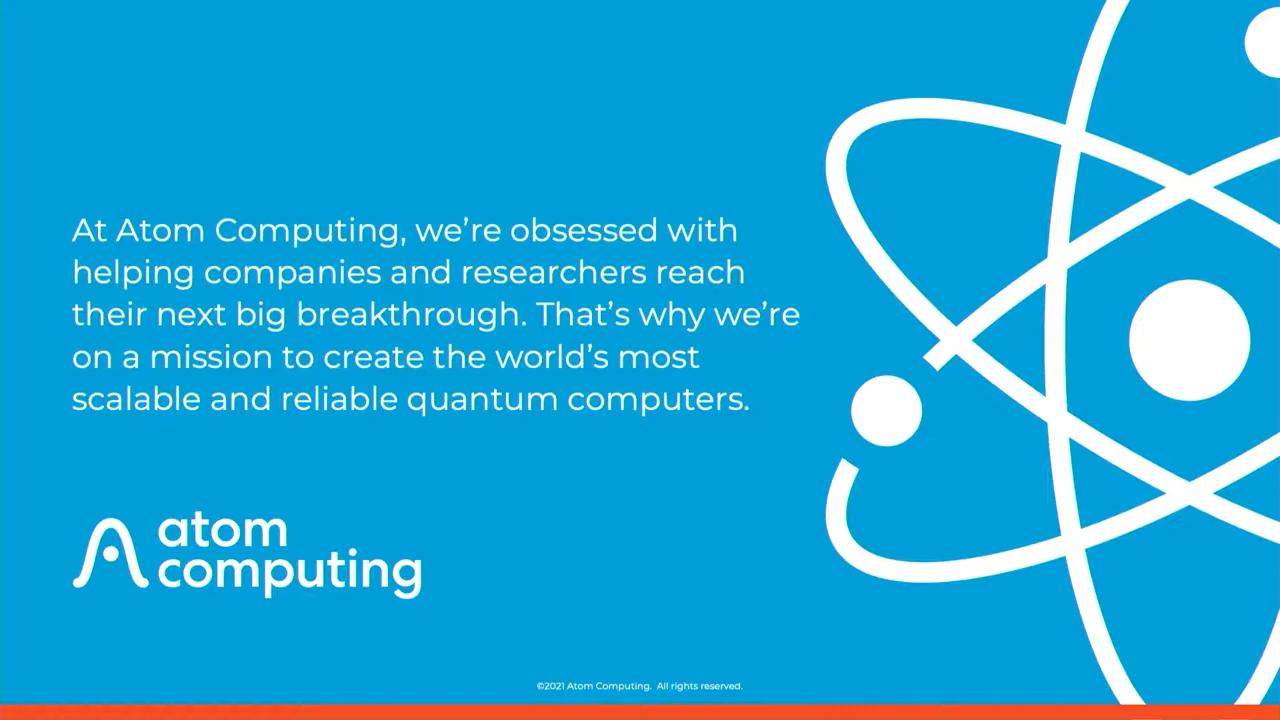 At Atom Computing, we’re obsessed with
helping companies and researchers reach
their next big breakthrough. That’s why we’re
on a mission to create the world’s most
scalable and reliable quantum computers.
atom
computing
©2021 Atom Computing. All rights reserved.